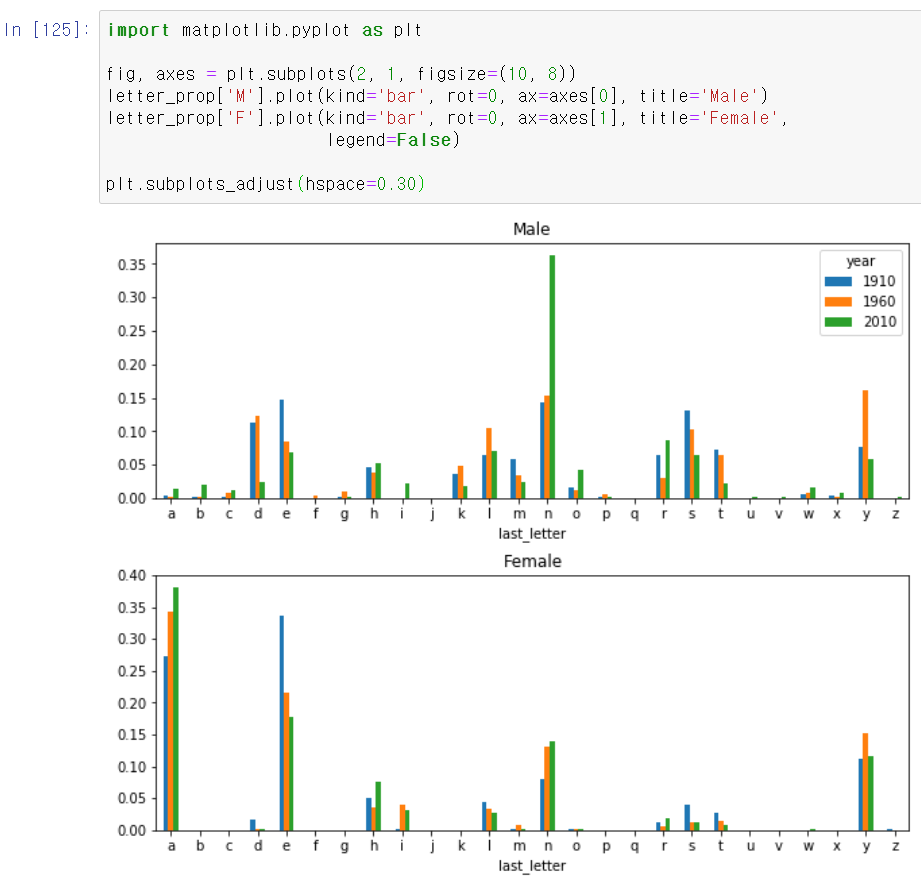 In [125]: import matplotlib.pyplot as plt
fig, axes = plt.subplots(2, 1, figsize=(10, 8))
letter_prop['M'].plot(kind='bar', rot=0, ax=axes[0], title='Male')
letter_prop['F'].plot(kind='bar', rot=0, ax=axes[1], title='Female',
legend=False)
plt.subplots_adjust(hspace=0.30)
Male
year
1910
1960
2010
0.35
0.30
0.25
0.20
0.15
0.10
0.05
0.00
a b c d e f g h i j k l m n o p q r s t u v w x y z
last_letter
Female
0.40
0.35
0.30
0.25
0.20
0.15
0.10
0.05
0.00
a b c d e f g h i j k l m n o p q r s t u v w x y z
last_letter